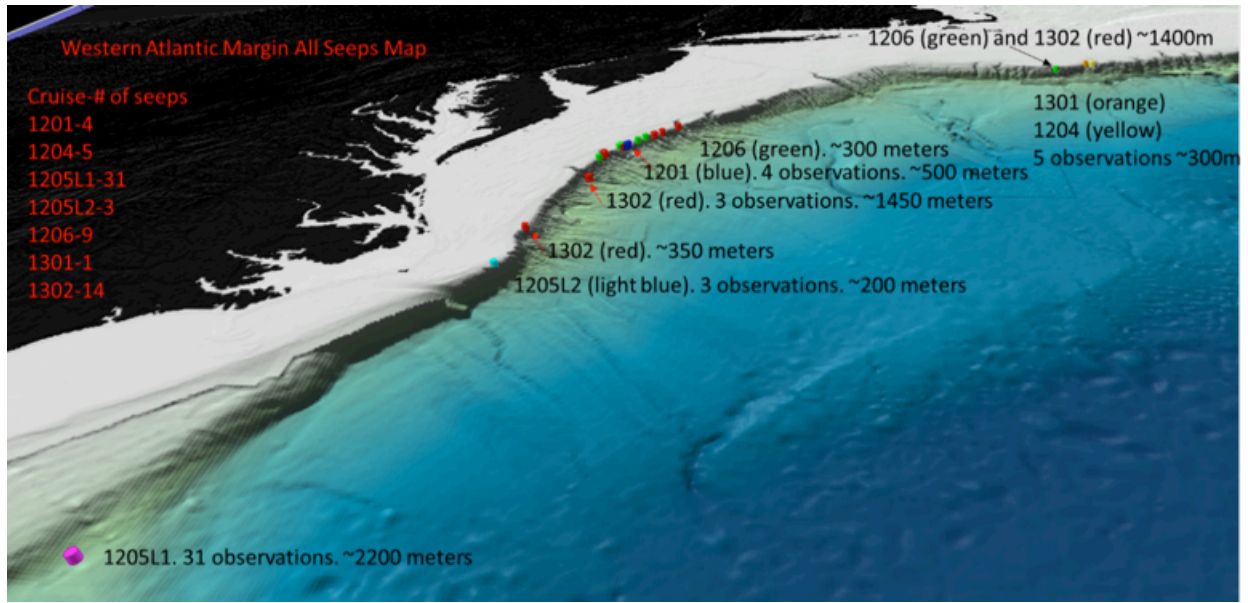 Western Atlantic Margin All Seeps Map
Cruise-# of seeps
1201-4
1204-5
1205L1-31
1205L2-3
1206-9
1301-1
1302-14
1206 (green) and 1302 (red) ~1400m
1301 (orange)
1204 (yellow)
5 observations ~300m
1206 (green). ~300 meters
1201 (blue). 4 observations. ~500 meters
1302 (red). 3 observations. ~1450 meters
1302 (red). ~350 meters
1205L2 (light blue). 3 observations. ~200 meters
1205L1. 31 observations. ~2200 meters